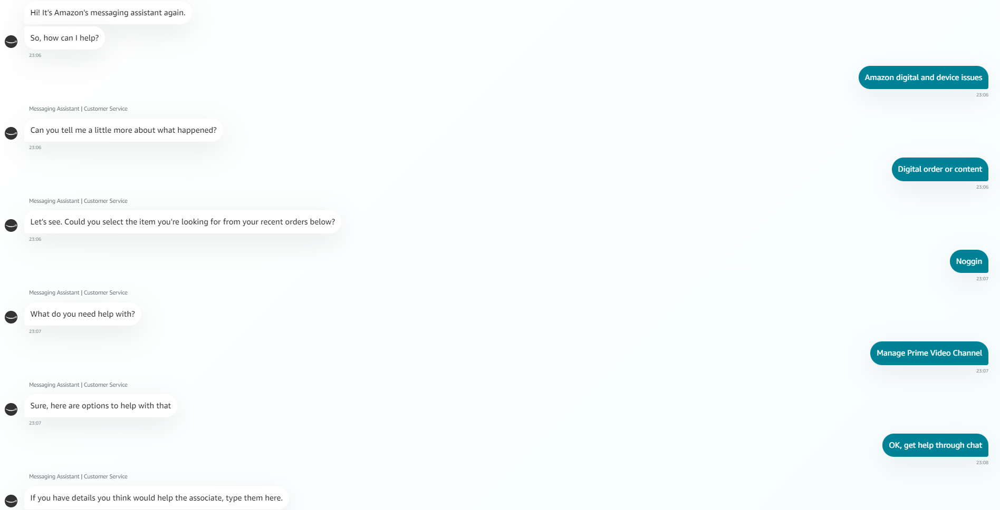 Hi! It's Amazon's messaging assistant again.
So, how can I help?
23:06
Amazon digital and device issues
23:06
Messaging Assistant | Customer Service
Can you tell me a little more about what happened?
23:06
Digital order or content
23:06
Messaging Assistant | Customer Service
Let's see. Could you select the item you're looking for from your recent orders below?
23:06
Noggin
23:07
Messaging Assistant | Customer Service
What do you need help with?
23:07
Manage Prime Video Channel
23:07
Messaging Assistant | Customer Service
Sure, here are options to help with that
23:07
OK, get help through chat
23:08
Messaging Assistant | Customer Service
If you have details you think would help the associate, type them here.